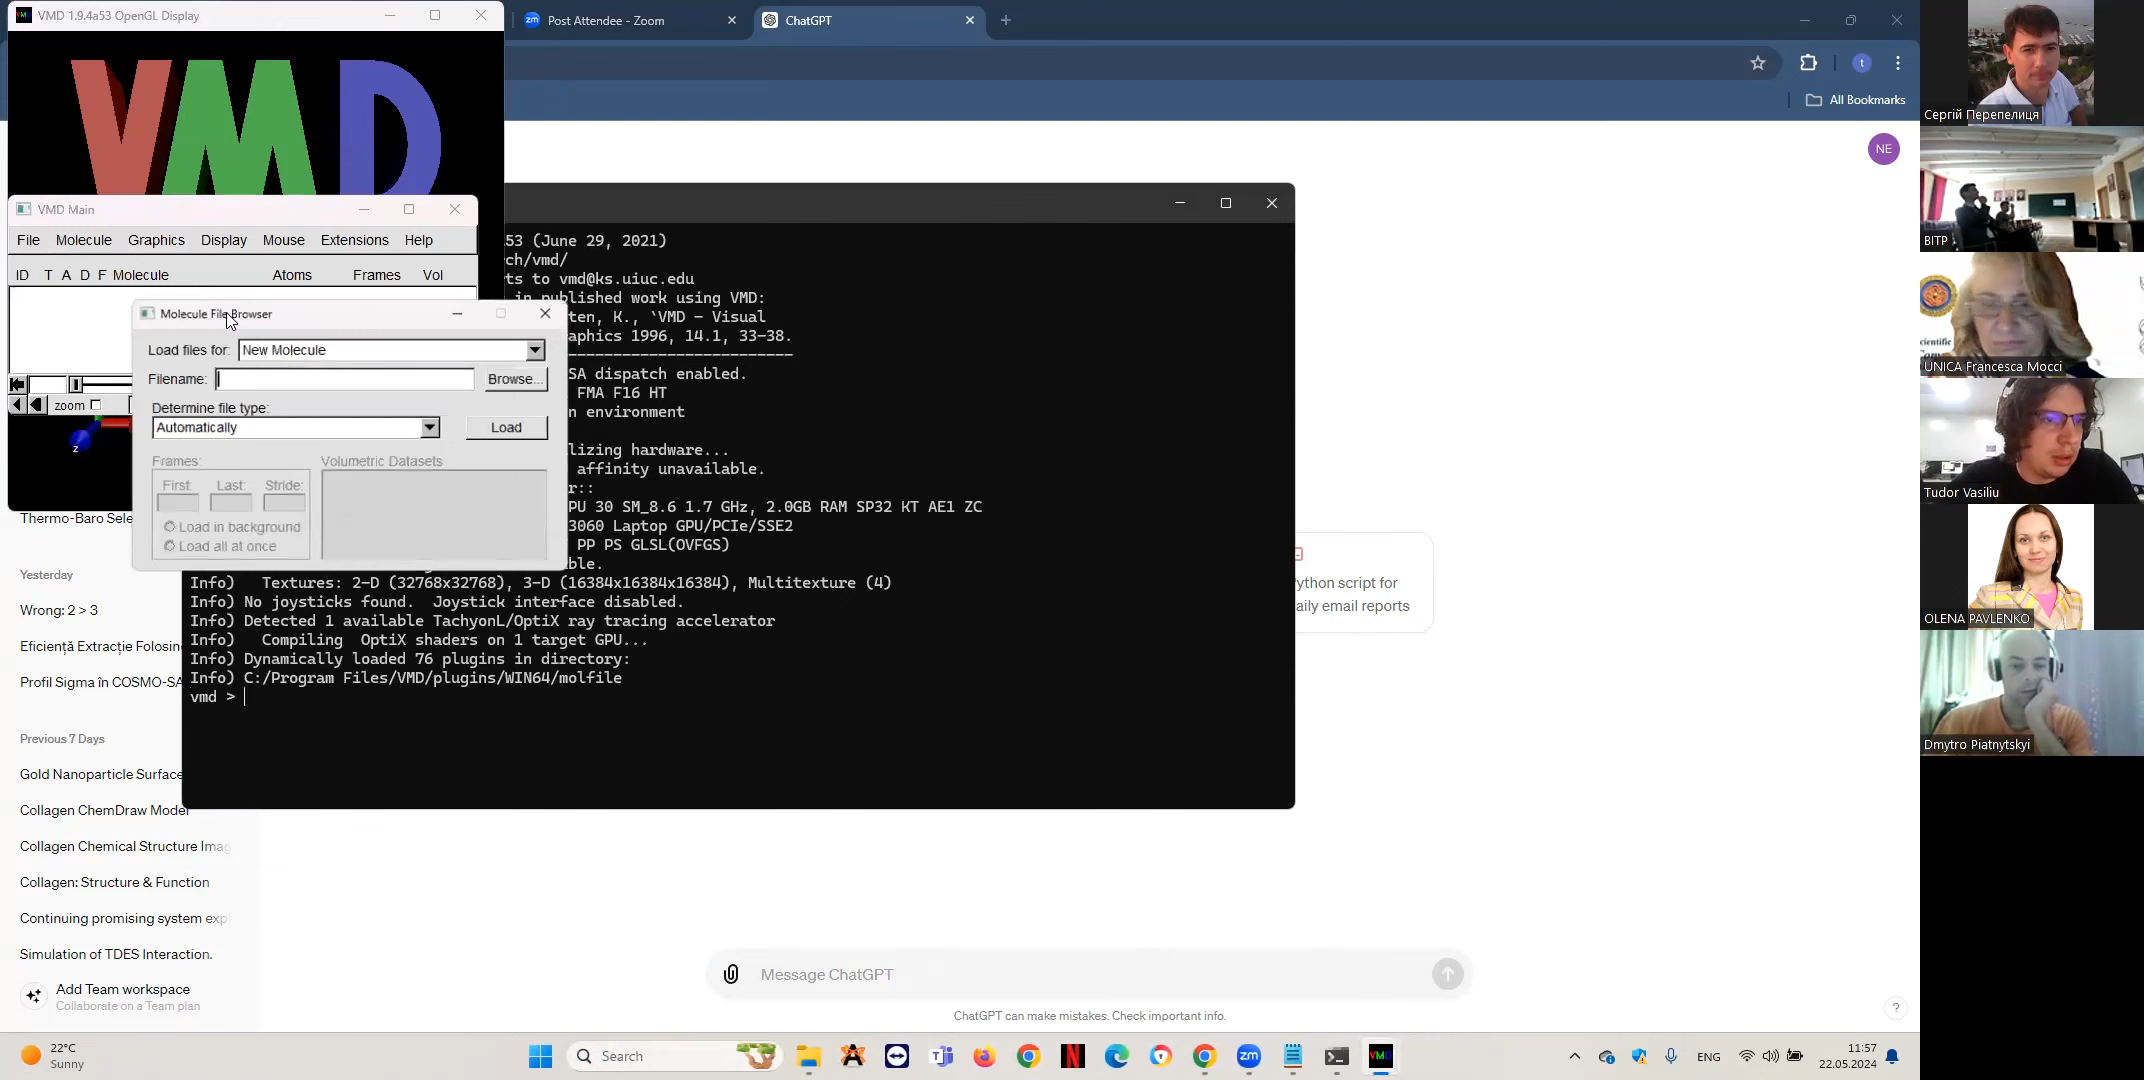 VMD 1.9.4a53 OpenGL Display
VMD
Post Attendee - Zoom
ChatGPT
All Bookmarks
NE
VMD Main
File Molecule Graphics Display Mouse Extensions Help
ID T A D F Molecule Atoms Frames Vol
zoom
z
Molecule File Browser
Load files for: New Molecule
Filename: Browse...
Determine file type:
Automatically
Load
Frames:
Volumetric Datasets
First: Last: Stride:
Load in background
Load all at once
53 (June 29, 2021)
rch/vmd/
rts to vmd@ks.uiuc.edu
in published work using VMD:
ten, K., `VMD - Visual
aphics 1996, 14.1, 33-38.
-------------------------
SA dispatch enabled.
FMA F16 HT
n environment
lizing hardware...
affinity unavailable.
r::
PU 30 SM_8.6 1.7 GHz, 2.0GB RAM SP32 KT AE1 ZC
3060 Laptop GPU/PCIe/SSE2
PP PS GLSL(OVFGS)
ble.
Info) Textures: 2-D (32768x32768), 3-D (16384x16384x16384), Multitexture (4)
Info) No joysticks found. Joystick interface disabled.
Info) Detected 1 available TachyonL/OptiX ray tracing accelerator
Info) Compiling OptiX shaders on 1 target GPU...
Info) Dynamically loaded 76 plugins in directory:
Info) C:/Program Files/VMD/plugins/WIN64/molfile
vmd >
Thermo-Baro Sele
Yesterday
Wrong: 2 > 3
Eficiență Extracție Folosin
Profil Sigma în COSMO-SA
Previous 7 Days
Gold Nanoparticle Surface
Collagen ChemDraw Model
Collagen Chemical Structure Imag
Collagen: Structure & Function
Continuing promising system exp
Simulation of TDES Interaction.
Add Team workspace
Collaborate on a Team plan
ython script for
aily email reports
Message ChatGPT
ChatGPT can make mistakes. Check important info.
?
22°C
Sunny
Search
ENG
11:57
22.05.2024
Сергій Перепелиця
BITP
scientific
UNICA Francesca Mocci
Tudor Vasiliu
OLENA PAVLENKO
Dmytro Piatnytskyi